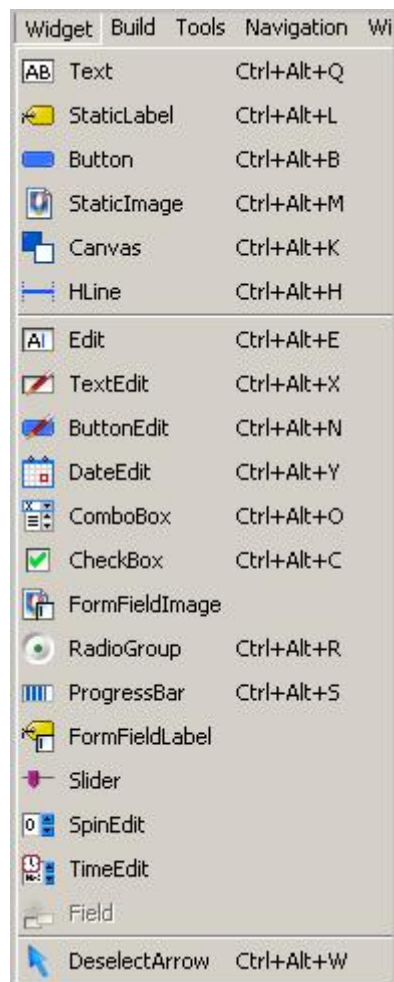 Widget Build Tools Navigation Wi
AB Text Ctrl+Alt+Q
StaticLabel Ctrl+Alt+L
Button Ctrl+Alt+B
StaticImage Ctrl+Alt+M
Canvas Ctrl+Alt+K
HLine Ctrl+Alt+H
AI Edit Ctrl+Alt+E
TextEdit Ctrl+Alt+X
ButtonEdit Ctrl+Alt+N
DateEdit Ctrl+Alt+Y
ComboBox Ctrl+Alt+O
CheckBox Ctrl+Alt+C
FormFieldImage
RadioGroup Ctrl+Alt+R
ProgressBar Ctrl+Alt+S
FormFieldLabel
Slider
0 SpinEdit
TimeEdit
Field
DeselectArrow Ctrl+Alt+W